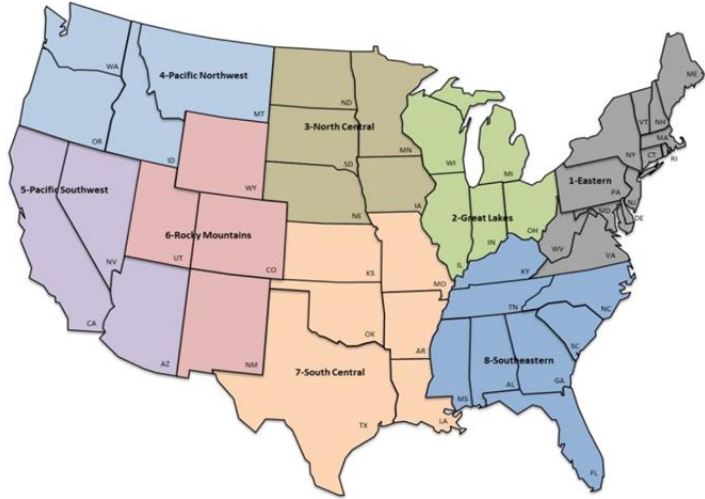 WA
4-Pacific Northwest
MT
OR
ID
ND
3-North Central
SD
MN
NE
IA
WI
MI
2-Great Lakes
IL
IN
OH
ME
VT
NH
MA
NY
CT
RI
1-Eastern
PA
NJ
MD
DE
WV
VA
5-Pacific Southwest
NV
CA
AZ
WY
6-Rocky Mountains
UT
CO
NM
KS
MO
OK
AR
7-South Central
TX
LA
KY
TN
NC
SC
8-Southeastern
MS
AL
GA
FL